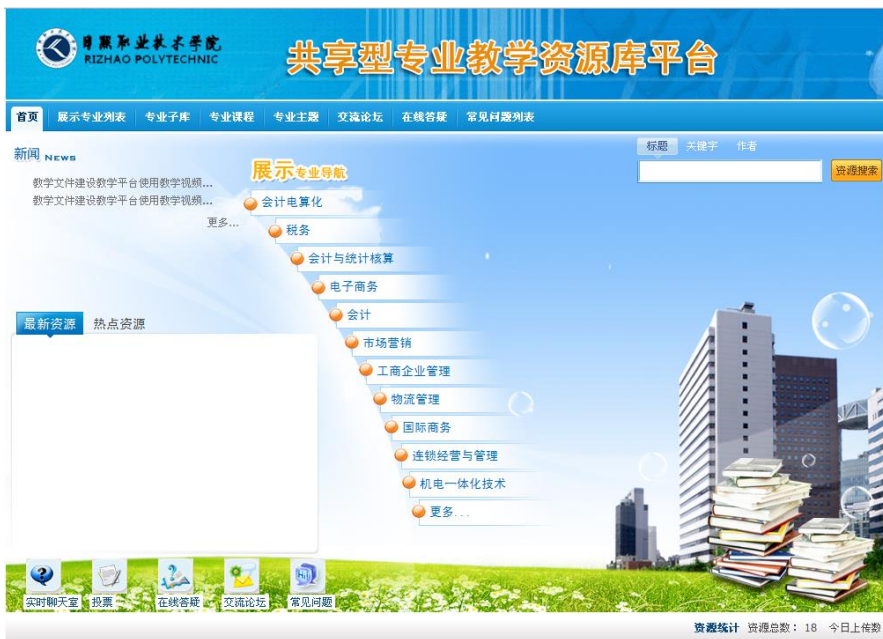 日照职业技术学院
RIZHAO POLYTECHNIC
共享型专业教学资源库平台
首页 展示专业列表 专业子库 专业课程 专业主题 交流论坛 在线答疑 常见问题列表
新闻 NEWS
标题 关键字 作者
资源搜索
教学文件建设教学平台使用教学视频...
教学文件建设教学平台使用教学视频...
更多...
展示专业导航
会计电算化
税务
会计与统计核算
电子商务
会计
市场营销
工商企业管理
物流管理
国际商务
连锁经营与管理
机电一体化技术
更多...
最新资源 热点资源
实时聊天室 投票 在线答疑 交流论坛 常见问题
资源统计 资源总数: 18 今日上传数